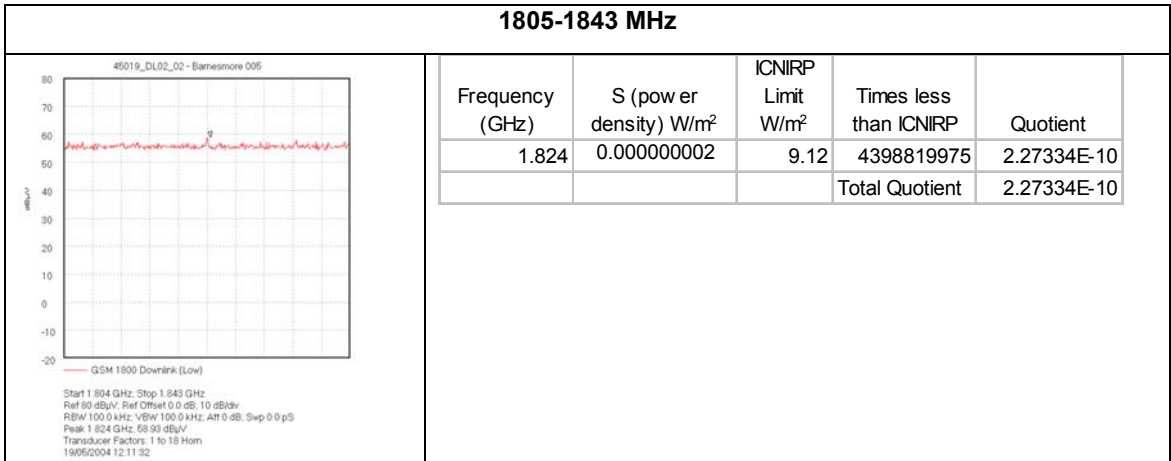 1805-1843 MHz
45019_DL02_02 - Barnesmore 005
80
70
60
50
40
30
20
10
0
-10
-20
dBµV
GSM 1800 Downlink (Low)
Start 1.804 GHz; Stop 1.843 GHz
Ref 80 dBµV; Ref Offset 0.0 dB; 10 dB/div
RBW 100.0 kHz; VBW 100.0 kHz; Att 0 dB; Swp 0.0 pS
Peak 1.824 GHz, 58.93 dBµV
Transducer Factors: 1 to 18 Horn
19/05/2004 12:11:32
Frequency (GHz) S (pow er density) W/m² ICNIRP Limit W/m² Times less than ICNIRP Quotient
1.824 0.000000002 9.12 4398819975 2.27334E-10
Total Quotient 2.27334E-10